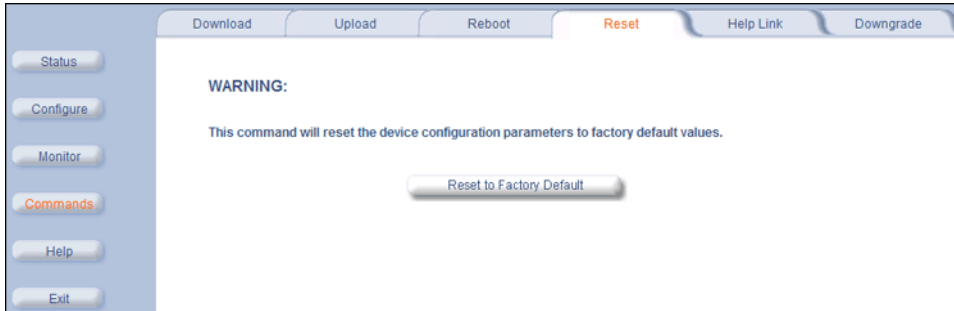 Download Upload Reboot Reset Help Link Downgrade
Status
WARNING:
Configure
This command will reset the device configuration parameters to factory default values.
Monitor
Reset to Factory Default
Commands
Help
Exit